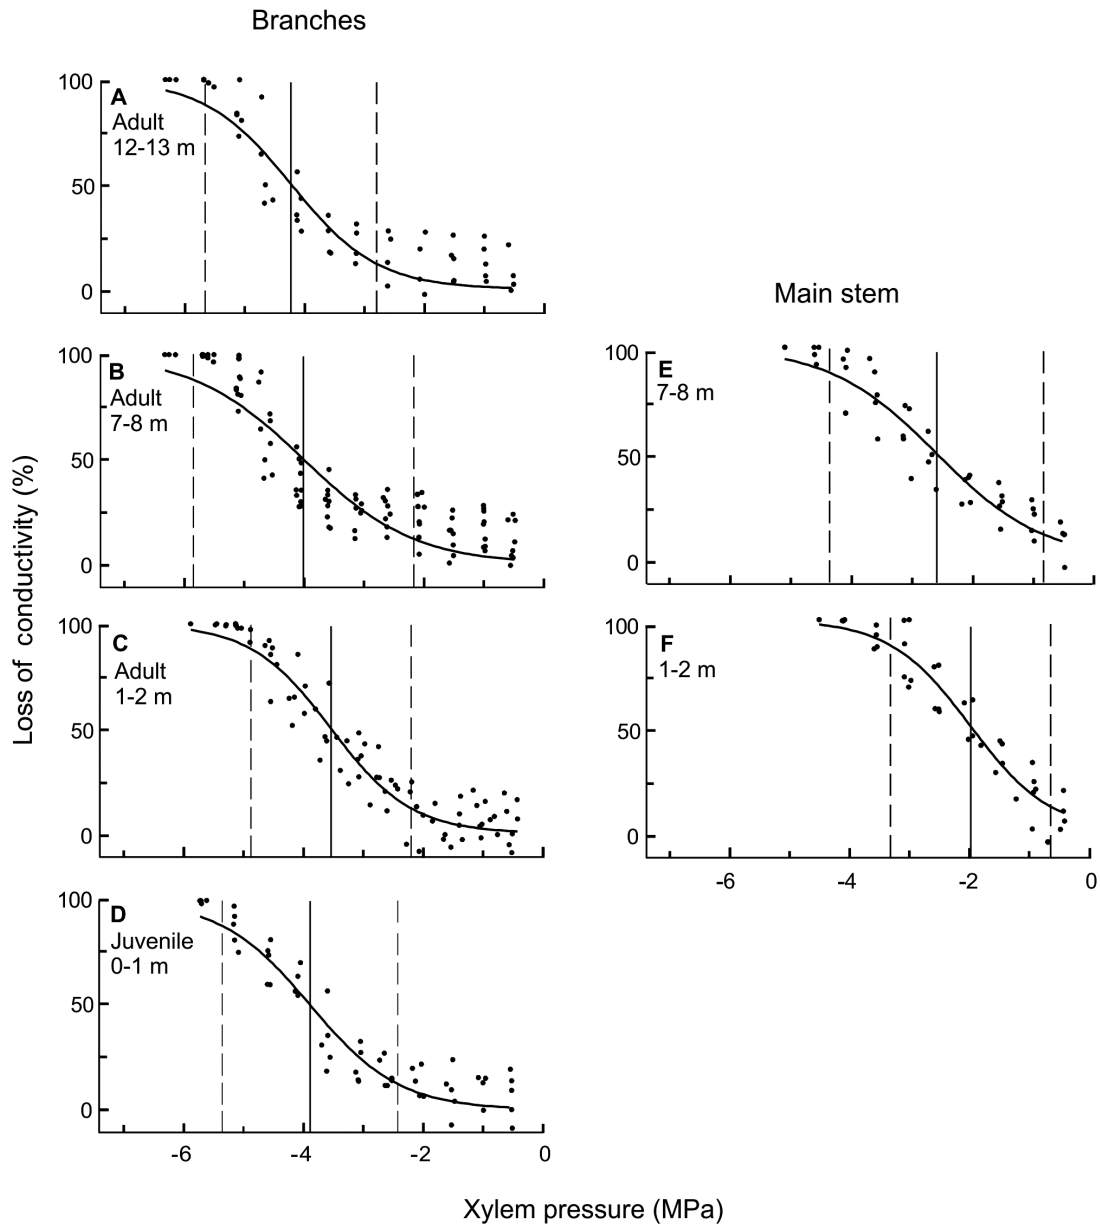 Branches
100
50
0
A
Adult
12-13 m
Main stem
100
50
0
B
Adult
7-8 m
100
50
0
E
7-8 m
100
50
0
C
Adult
1-2 m
100
50
0
F
1-2 m
-6
-4
-2
0
100
50
0
D
Juvenile
0-1 m
-6
-4
-2
0
Loss of conductivity (%)
Xylem pressure (MPa)